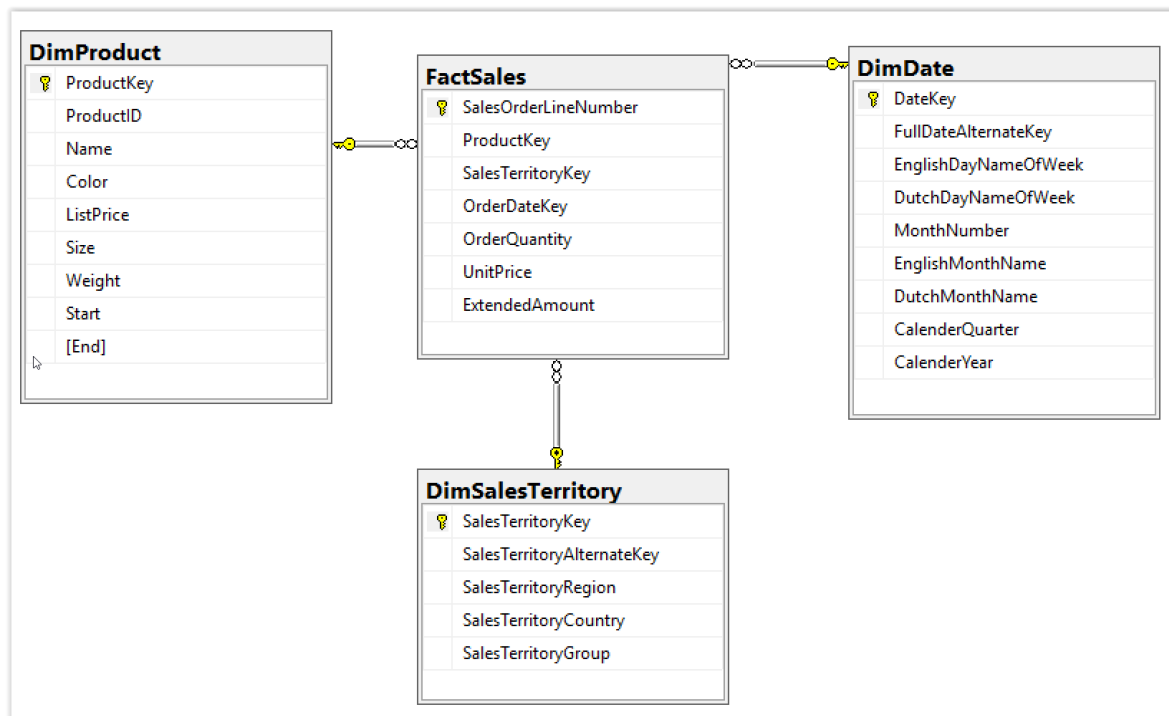 DimProduct
ProductKey
ProductID
Name
Color
ListPrice
Size
Weight
Start
[End]
FactSales
SalesOrderLineNumber
ProductKey
SalesTerritoryKey
OrderDateKey
OrderQuantity
UnitPrice
ExtendedAmount
DimDate
DateKey
FullDateAlternateKey
EnglishDayNameOfWeek
DutchDayNameOfWeek
MonthNumber
EnglishMonthName
DutchMonthName
CalenderQuarter
CalenderYear
DimSalesTerritory
SalesTerritoryKey
SalesTerritoryAlternateKey
SalesTerritoryRegion
SalesTerritoryCountry
SalesTerritoryGroup